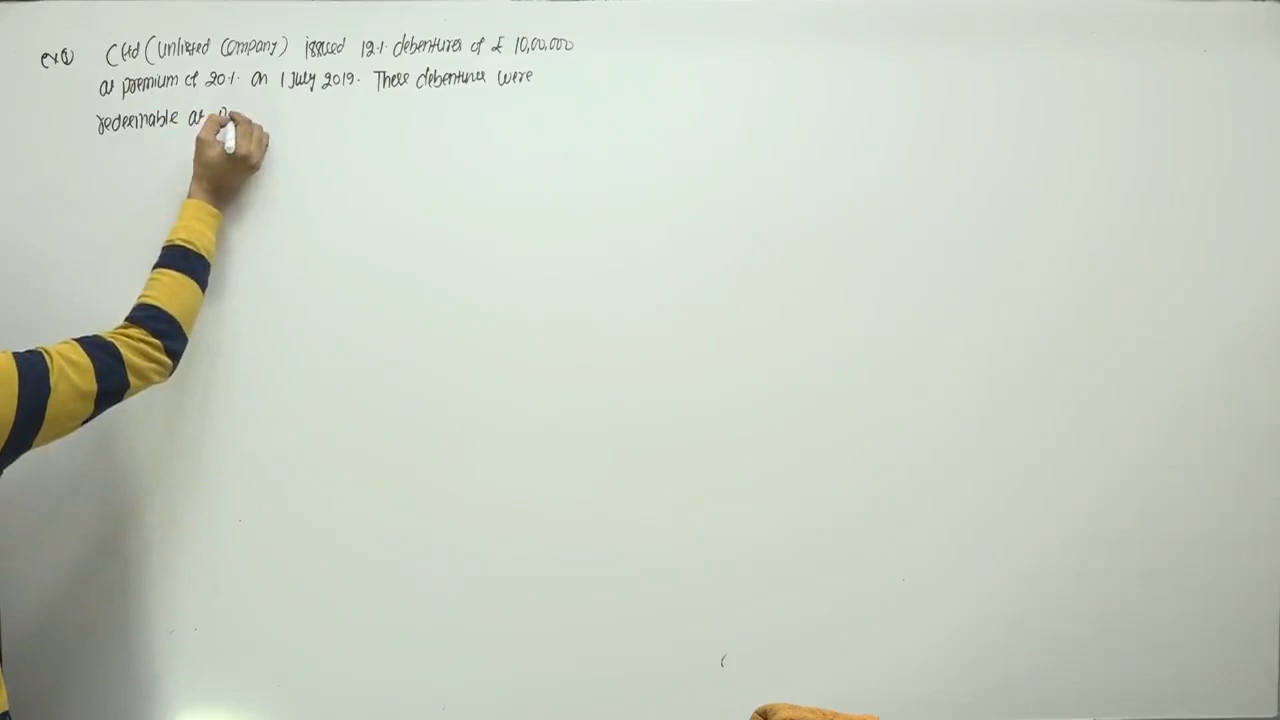 ex① C Ltd (unlisted company) issued 12% debentures of ₹ 10,00,000
at premium of 20% on 1 July 2019. These debentures were
redeemable at